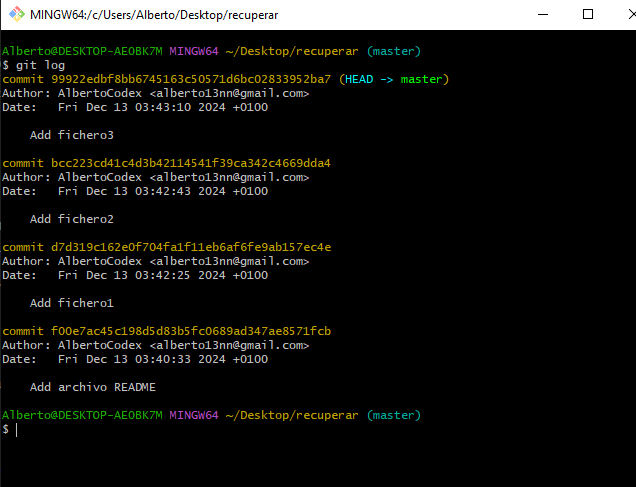 MINGW64:/c/Users/Alberto/Desktop/recuperar
Alberto@DESKTOP-AEOBK7M MINGW64 ~/Desktop/recuperar (master)
$ git log
commit 99922edbf8bb6745163c50571d6bc02833952ba7 (HEAD -> master)
Author: AlbertoCodex <alberto13nn@gmail.com>
Date:   Fri Dec 13 03:43:10 2024 +0100
    Add fichero3
commit bcc223cd41c4d3b42114541f39ca342c4669dda4
Author: AlbertoCodex <alberto13nn@gmail.com>
Date:   Fri Dec 13 03:42:43 2024 +0100
    Add fichero2
commit d7d319c162e0f704fa1f11eb6af6fe9ab157ec4e
Author: AlbertoCodex <alberto13nn@gmail.com>
Date:   Fri Dec 13 03:42:25 2024 +0100
    Add fichero1
commit f00e7ac45c198d5d83b5fc0689ad347ae8571fcb
Author: AlbertoCodex <alberto13nn@gmail.com>
Date:   Fri Dec 13 03:40:33 2024 +0100
    Add archivo README
Alberto@DESKTOP-AEOBK7M MINGW64 ~/Desktop/recuperar (master)
$